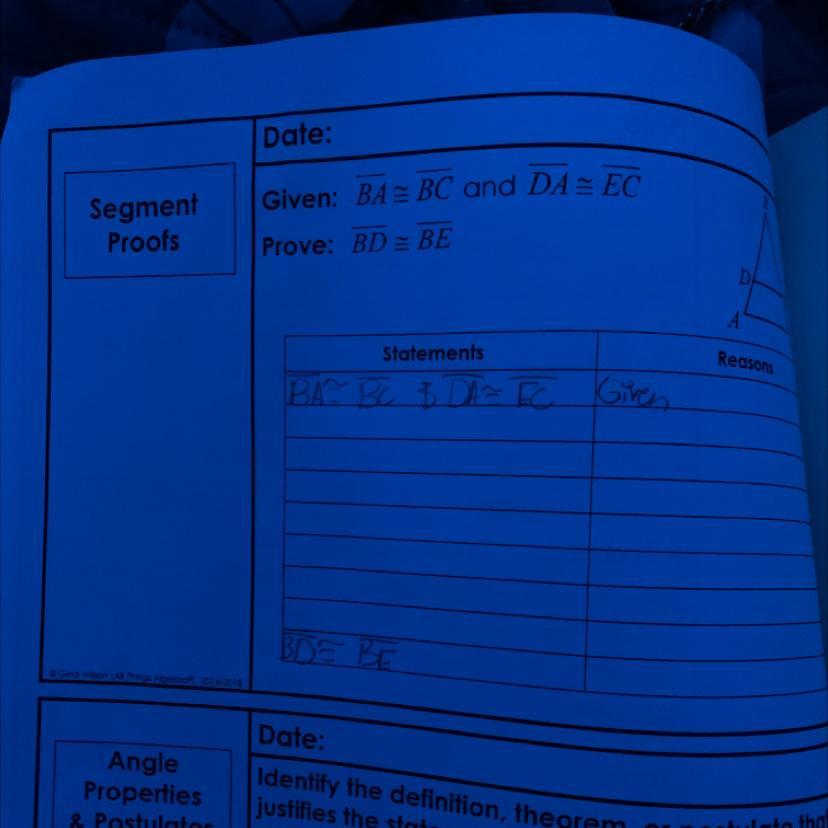 Date:
Segment
Proofs
Given: BA ≅ BC and DA ≅ EC
Prove: BD ≅ BE
D
A
Statements
Reasons
BA ≅ BC $ DA ≅ EC
Given
BD ≅ BE
© Gina Wilson (All Things Algebra®), 2014-2018
Date:
Angle
Properties
& Postulates
Identify the definition, theorem, or postulate that
justifies the